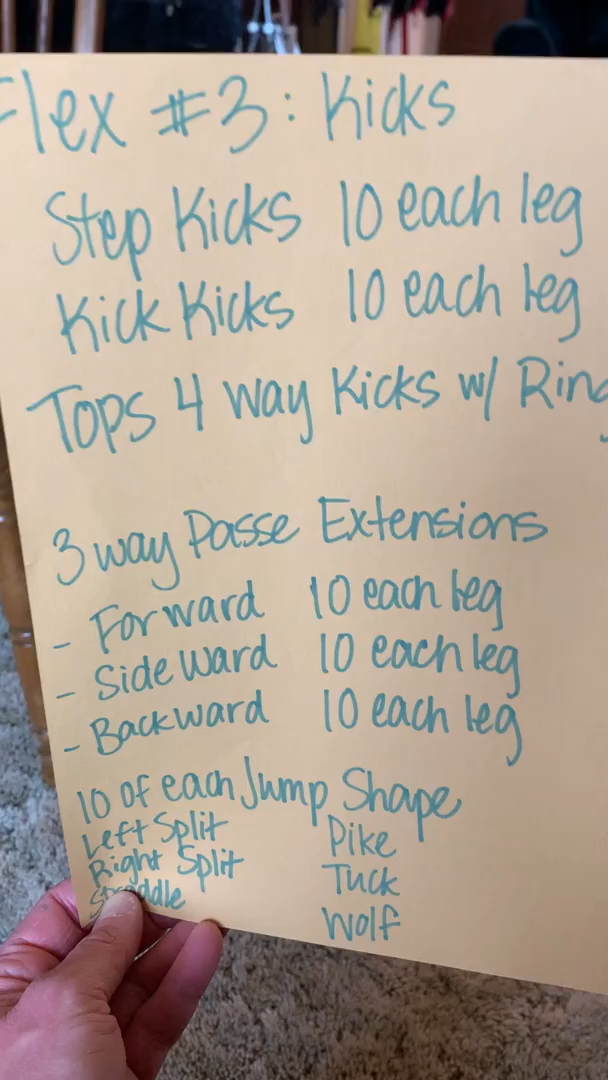 Flex #3: Kicks
Step Kicks 10 each leg
Kick Kicks 10 each leg
Tops 4 way Kicks w/ Ring
3 way Passe Extensions
- Forward 10 each leg
- Side ward 10 each leg
- Backward 10 each leg
10 of each Jump Shape
Left Split
Right Split
Straddle
Pike
Tuck
Wolf